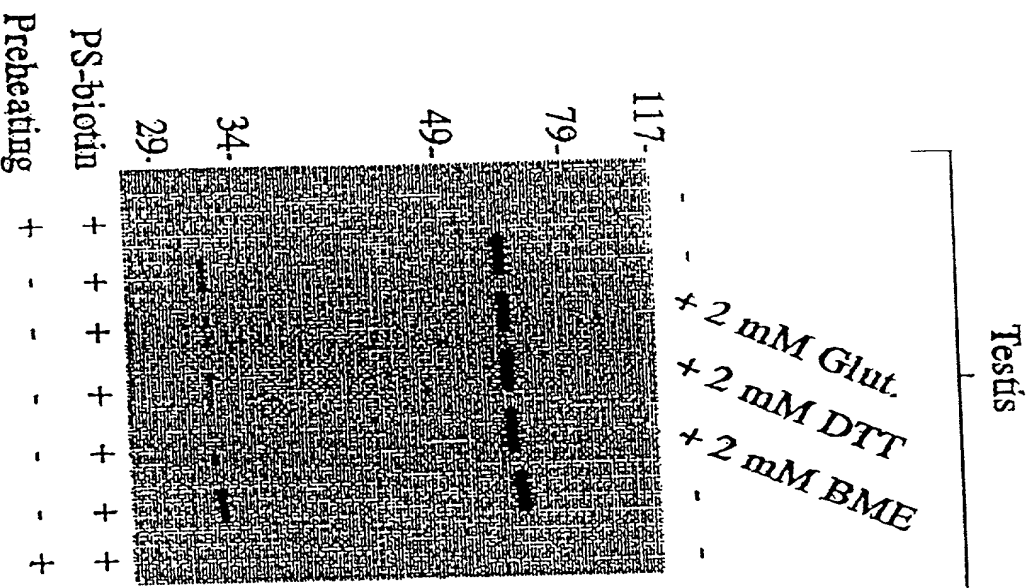 Testis
- - + 2 mM Glut. + 2 mM DTT + 2 mM BME - -
117-
79-
49-
34-
29-
PS-biotin + + + + + + +
Preheating + - - - - - +